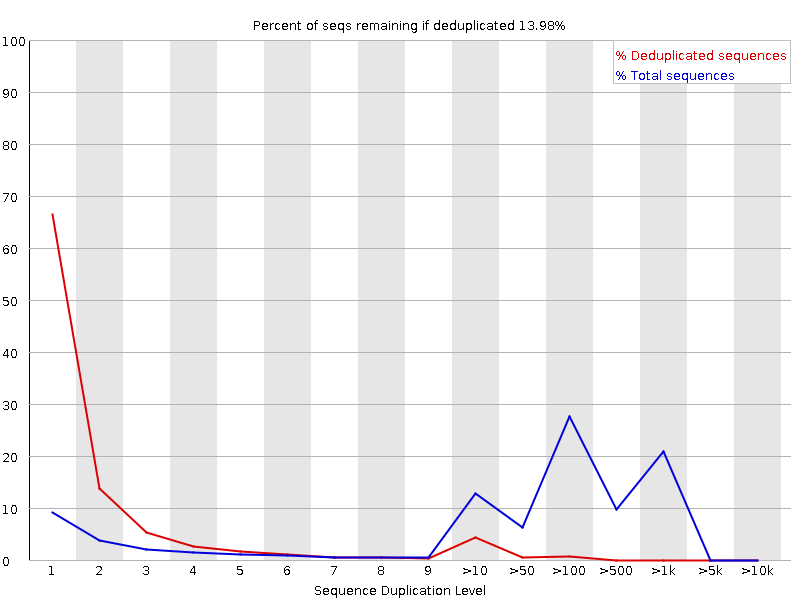 Percent of seqs remaining if deduplicated 13.98%
% Deduplicated sequences
% Total sequences
100
90
80
70
60
50
40
30
20
10
0
1 2 3 4 5 6 7 8 9 >10 >50 >100 >500 >1k >5k >10k
Sequence Duplication Level